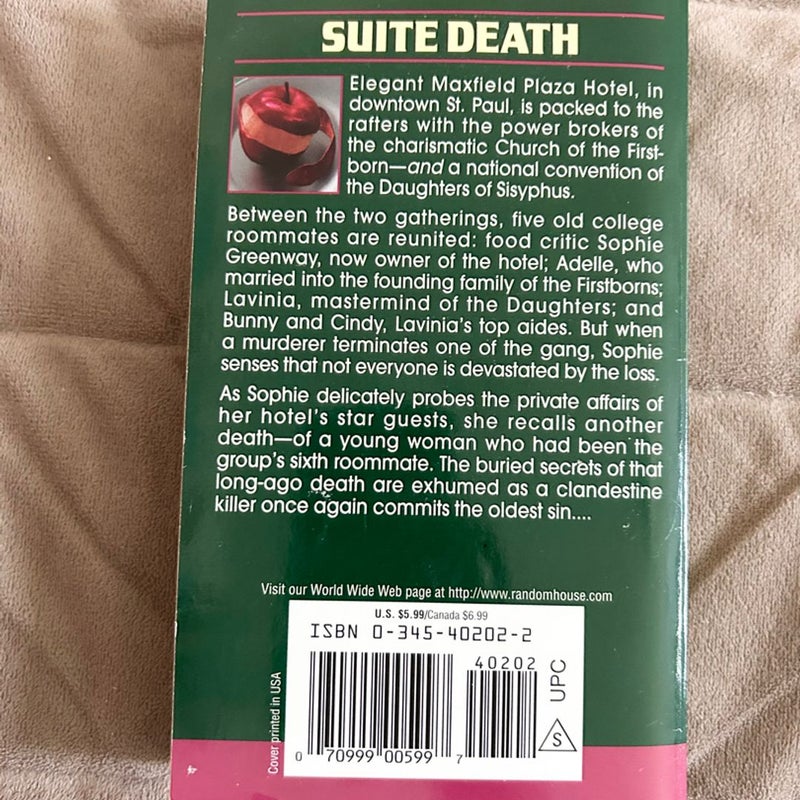 SUITE DEATH
Elegant Maxfield Plaza Hotel, in
downtown St. Paul, is packed to the
rafters with the power brokers of
the charismatic Church of the First-
born—and a national convention of
the Daughters of Sisyphus.
Between the two gatherings, five old college
roommates are reunited: food critic Sophie
Greenway, now owner of the hotel; Adelle, who
married into the founding family of the Firstborns;
Lavinia, mastermind of the Daughters; and
Bunny and Cindy, Lavinia's top aides. But when
a murderer terminates one of the gang, Sophie
senses that not everyone is devastated by the loss.
As Sophie delicately probes the private affairs of
her hotel's star guests, she recalls another
death—of a young woman who had been the
group's sixth roommate. The buried secrets of that
long-ago death are exhumed as a clandestine
killer once again commits the oldest sin....
Visit our World Wide Web page at http://www.randomhouse.com
U.S. $5.99/Canada $6.99
ISBN 0-345-40202-2
40202
UPC
S
0 70999 00599 7
Cover printed in USA